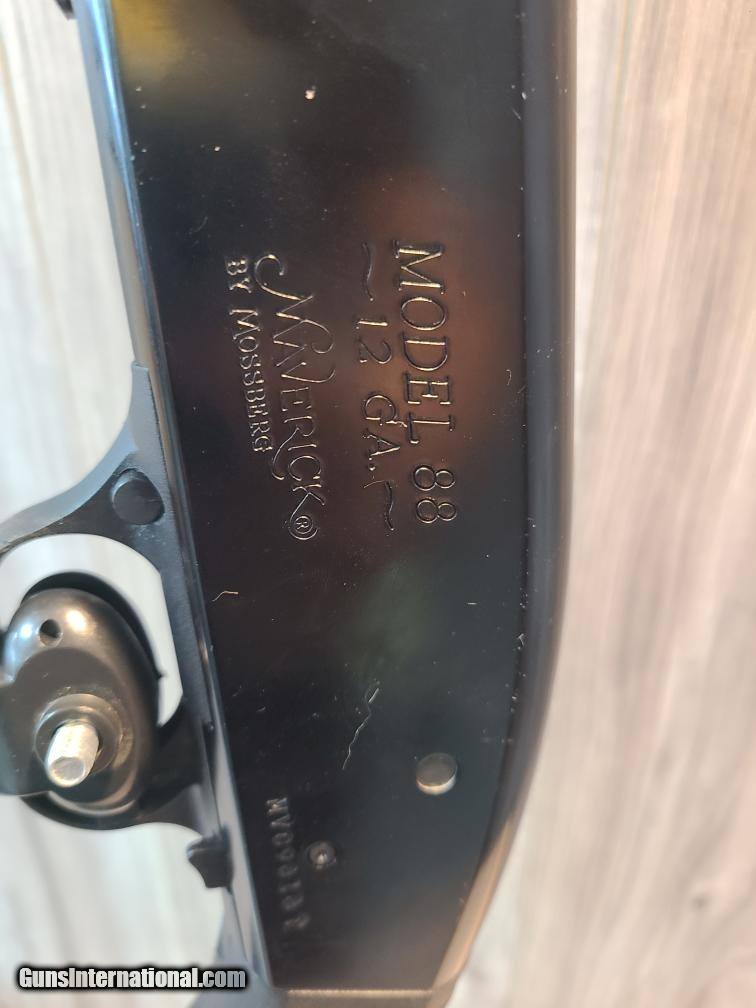 MODEL 88
~ 12 GA. ~
MAVERICK®
BY MOSSBERG
GunsInternational.com